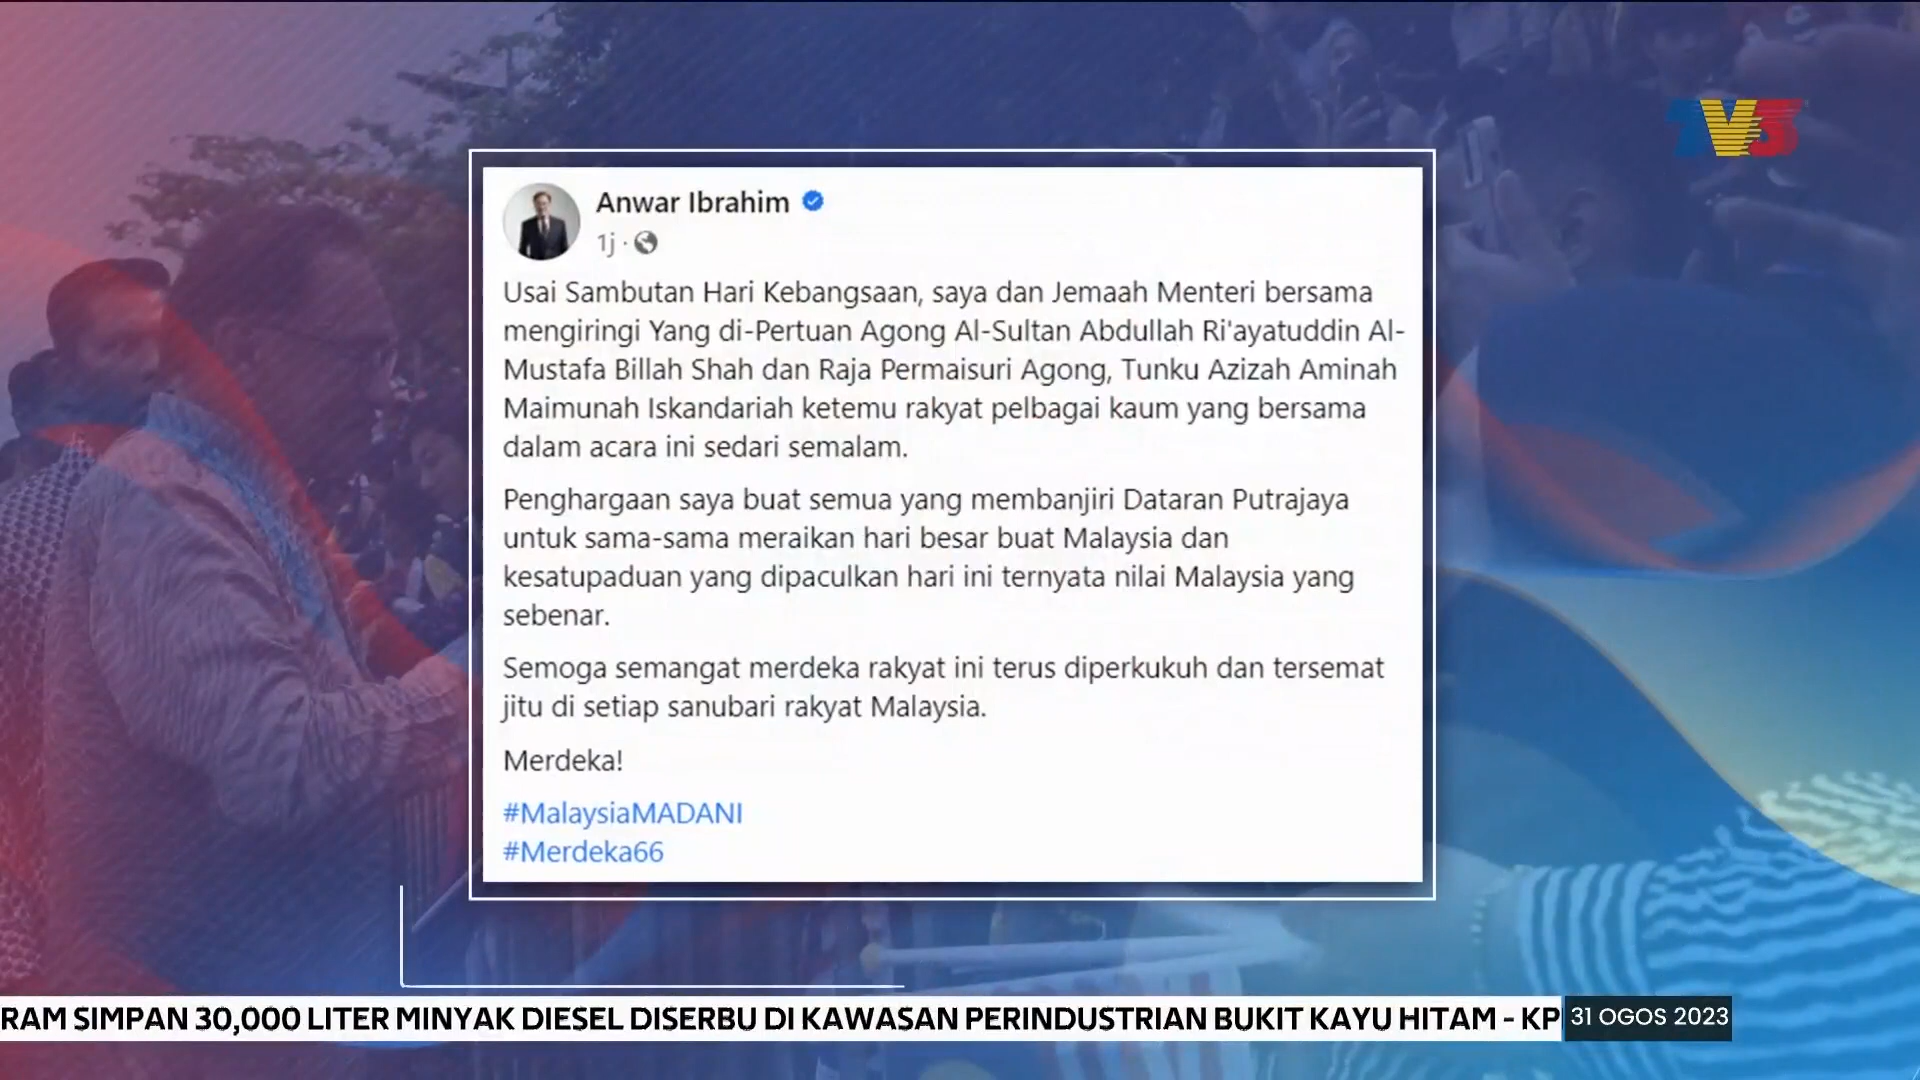 TV3
Anwar Ibrahim
1j ·
Usai Sambutan Hari Kebangsaan, saya dan Jemaah Menteri bersama
mengiringi Yang di-Pertuan Agong Al-Sultan Abdullah Ri'ayatuddin Al-
Mustafa Billah Shah dan Raja Permaisuri Agong, Tunku Azizah Aminah
Maimunah Iskandariah ketemu rakyat pelbagai kaum yang bersama
dalam acara ini sedari semalam.
Penghargaan saya buat semua yang membanjiri Dataran Putrajaya
untuk sama-sama meraikan hari besar buat Malaysia dan
kesatupaduan yang dipaculkan hari ini ternyata nilai Malaysia yang
sebenar.
Semoga semangat merdeka rakyat ini terus diperkukuh dan tersemat
jitu di setiap sanubari rakyat Malaysia.
Merdeka!
#MalaysiaMADANI
#Merdeka66
RAM SIMPAN 30,000 LITER MINYAK DIESEL DISERBU DI KAWASAN PERINDUSTRIAN BUKIT KAYU HITAM - KP
31 OGOS 2023